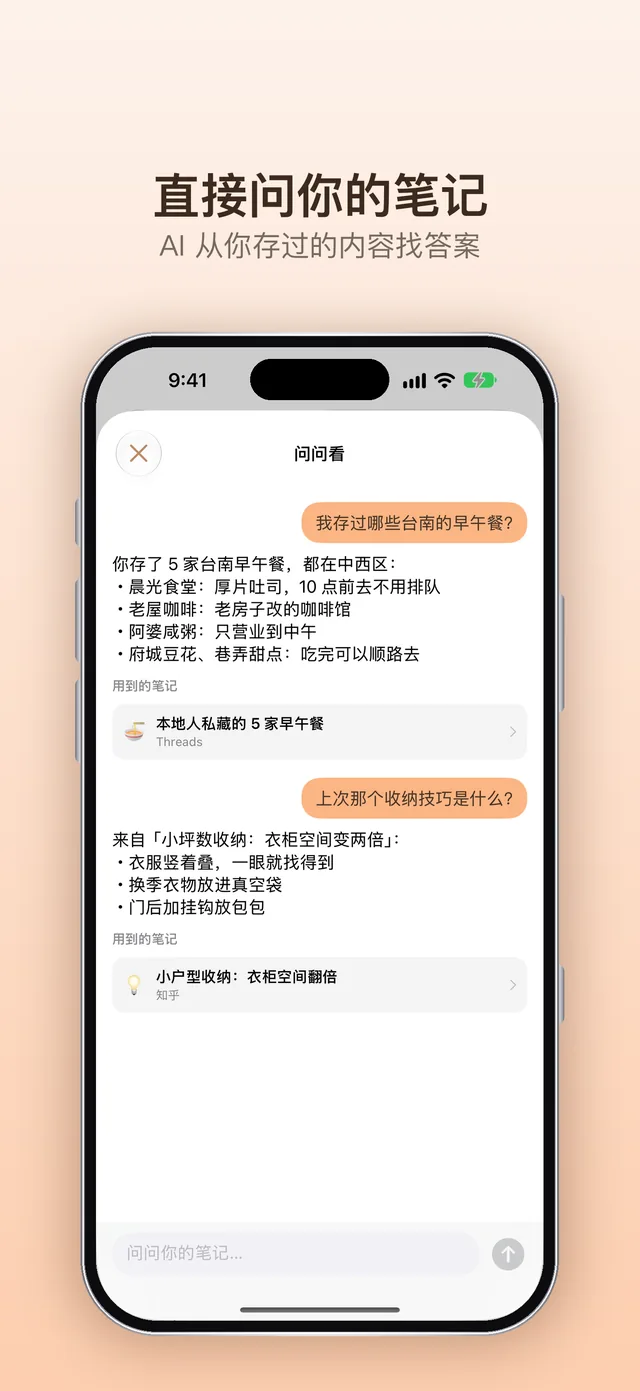 直接问你的笔记
AI 从你存过的内容找答案
9:41
问问看
我存过哪些台南的早午餐?
你存了 5 家台南早午餐，都在中西区：
・晨光食堂：厚片吐司，10 点前去不用排队
・老屋咖啡：老房子改的咖啡馆
・阿婆咸粥：只营业到中午
・府城豆花、巷弄甜点：吃完可以顺路去
用到的笔记
本地人私藏的 5 家早午餐
Threads
上次那个收纳技巧是什么?
来自「小坪数收纳：衣柜空间变两倍」：
・衣服竖着叠，一眼就找得到
・换季衣物放进真空袋
・门后加挂钩放包包
用到的笔记
小户型收纳：衣柜空间翻倍
知乎
问问你的笔记...